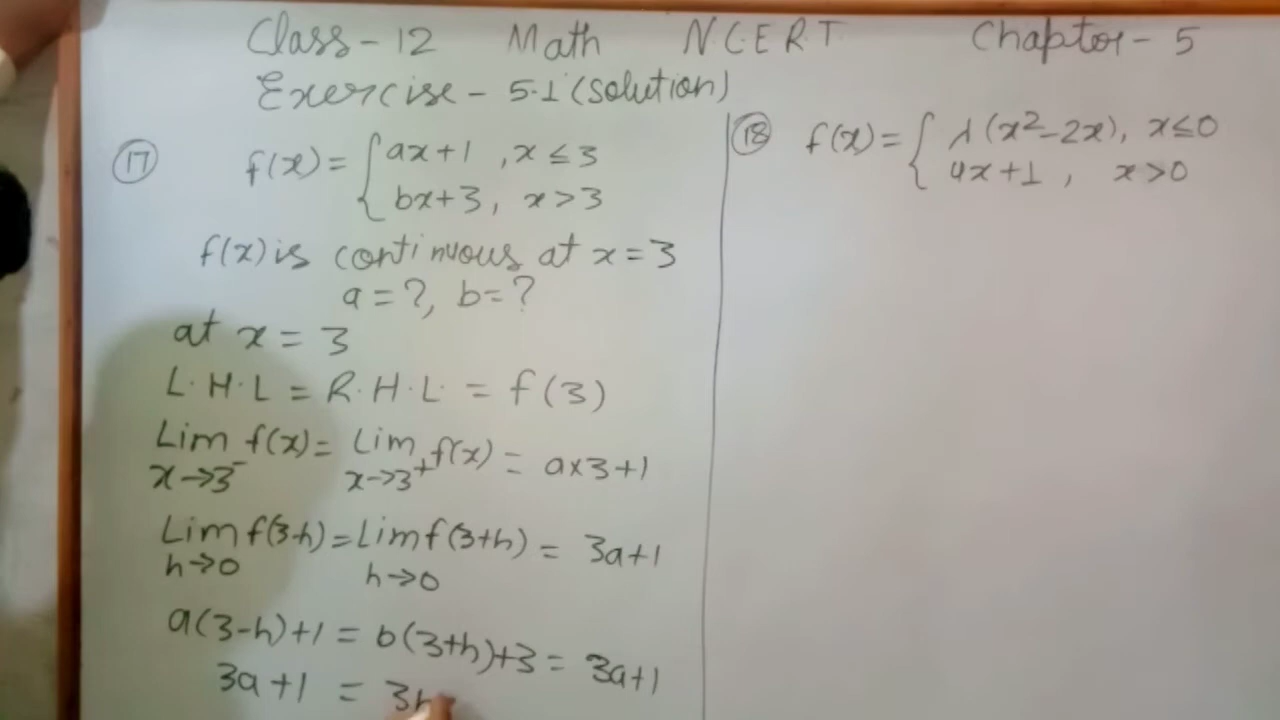 Class-12 Math N.C.E.R.T Chaptor-5
Exercise-5.1 (solution)
(17) f(x)= { ax+1 , x≤3
bx+3, x>3
f(x) is continuous at x=3
a=?, b=?
at x=3
L.H.L = R.H.L. = f(3)
Lim f(x)= Lim f(x) = a×3+1
x→3⁻ x→3⁺
Lim f(3-h)=Lim f(3+h) = 3a+1
h→0 h→0
a(3-h)+1 = b(3+h)+3 = 3a+1
3a+1 = 3b
(18) f(x)= { λ(x²-2x), x≤0
4x+1, x>0